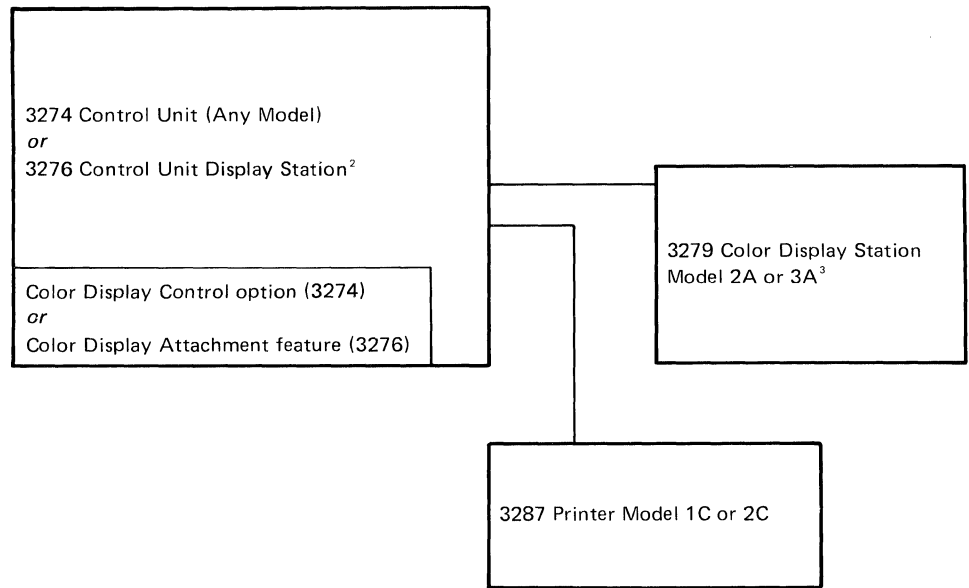 3274 Control Unit (Any Model)
or
3276 Control Unit Display Station²
Color Display Control option (3274)
or
Color Display Attachment feature (3276)
3279 Color Display Station
Model 2A or 3A³
3287 Printer Model 1C or 2C